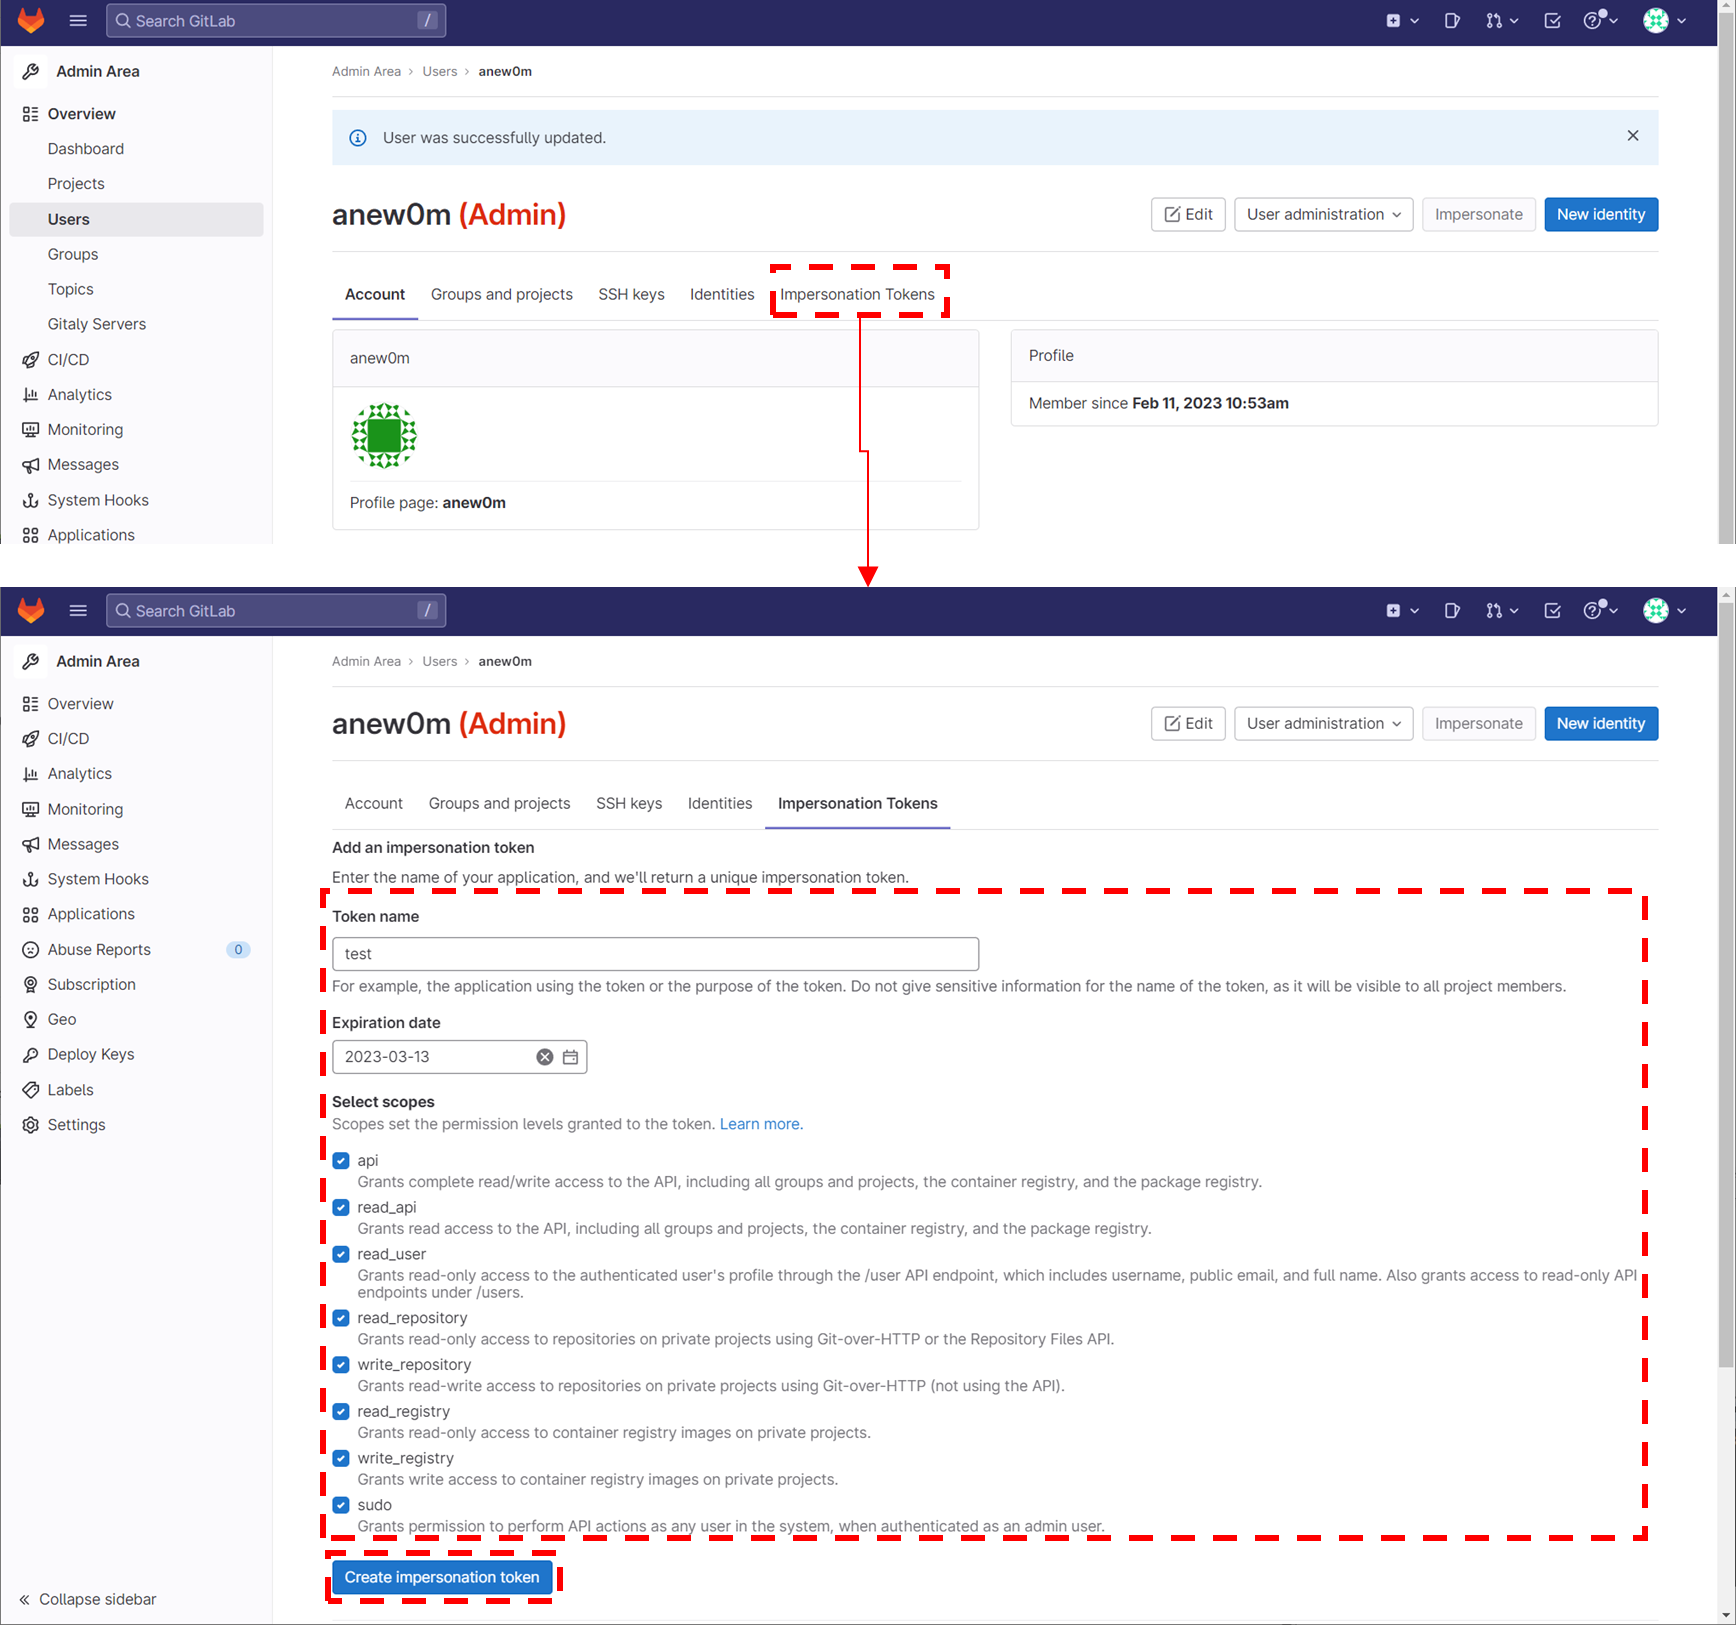 Search GitLab /
Admin Area
Overview
Dashboard
Projects
Users
Groups
Topics
Gitaly Servers
CI/CD
Analytics
Monitoring
Messages
System Hooks
Applications
Admin Area › Users › anew0m
User was successfully updated.
anew0m (Admin)
Edit User administration Impersonate New identity
Account Groups and projects SSH keys Identities Impersonation Tokens
anew0m
Profile page: anew0m
Profile
Member since Feb 11, 2023 10:53am
Search GitLab /
Admin Area
Overview
CI/CD
Analytics
Monitoring
Messages
System Hooks
Applications
Abuse Reports 0
Subscription
Geo
Deploy Keys
Labels
Settings
Collapse sidebar
Admin Area › Users › anew0m
anew0m (Admin)
Edit User administration Impersonate New identity
Account Groups and projects SSH keys Identities Impersonation Tokens
Add an impersonation token
Enter the name of your application, and we'll return a unique impersonation token.
Token name
test
For example, the application using the token or the purpose of the token. Do not give sensitive information for the name of the token, as it will be visible to all project members.
Expiration date
2023-03-13
Select scopes
Scopes set the permission levels granted to the token. Learn more.
api
Grants complete read/write access to the API, including all groups and projects, the container registry, and the package registry.
read_api
Grants read access to the API, including all groups and projects, the container registry, and the package registry.
read_user
Grants read-only access to the authenticated user's profile through the /user API endpoint, which includes username, public email, and full name. Also grants access to read-only API
endpoints under /users.
read_repository
Grants read-only access to repositories on private projects using Git-over-HTTP or the Repository Files API.
write_repository
Grants read-write access to repositories on private projects using Git-over-HTTP (not using the API).
read_registry
Grants read-only access to container registry images on private projects.
write_registry
Grants write access to container registry images on private projects.
sudo
Grants permission to perform API actions as any user in the system, when authenticated as an admin user.
Create impersonation token